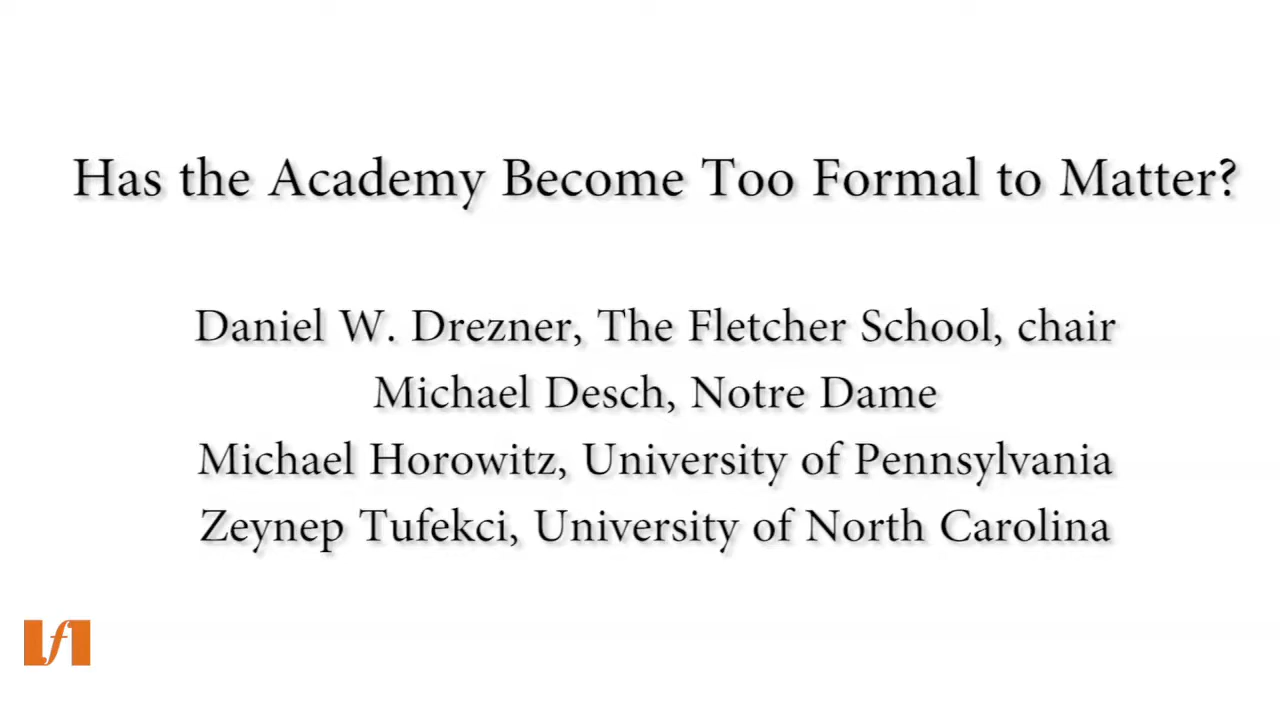 Has the Academy Become Too Formal to Matter?
Daniel W. Drezner, The Fletcher School, chair
Michael Desch, Notre Dame
Michael Horowitz, University of Pennsylvania
Zeynep Tufekci, University of North Carolina
f